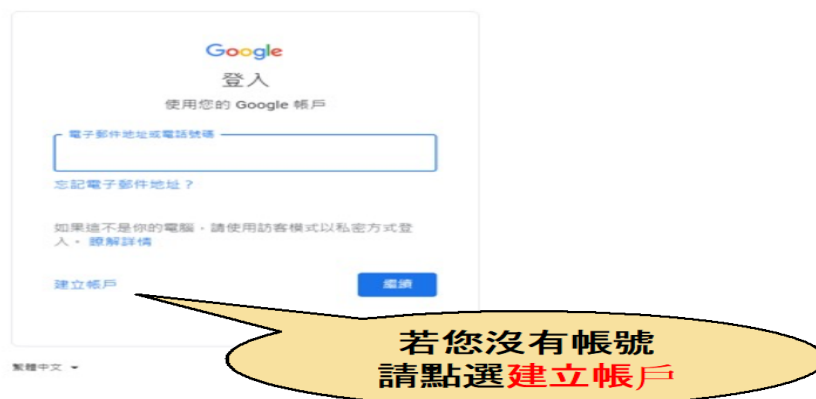 Google
登入
使用您的 Google 帳戶
電子郵件地址或電話號碼
忘記電子郵件地址？
如果這不是你的電腦，請使用訪客模式以私密方式登
入。 瞭解詳情
建立帳戶
繼續
若您沒有帳號
請點選建立帳戶
繁體中文